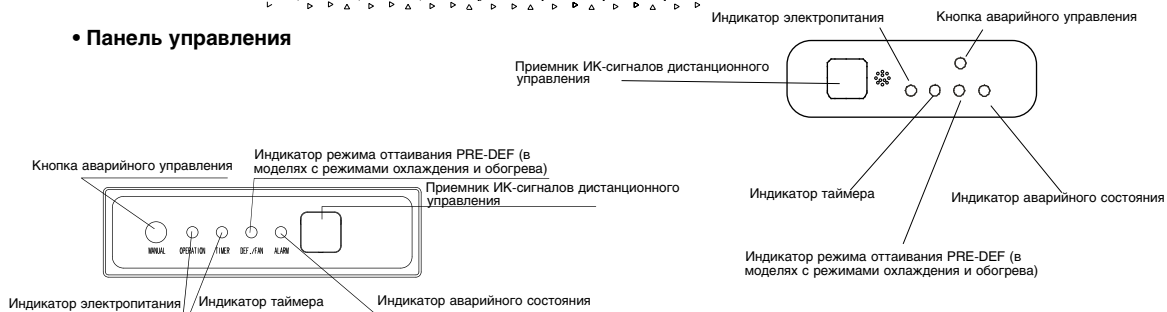 • Панель управления
Индикатор электропитания
Кнопка аварийного управления
Приемник ИК-сигналов дистанционного
управления
Индикатор таймера
Индикатор аварийного состояния
Индикатор режима оттаивания PRE-DEF (в
моделях с режимами охлаждения и обогрева)
Кнопка аварийного управления
Индикатор режима оттаивания PRE-DEF (в
моделях с режимами охлаждения и обогрева)
Приемник ИК-сигналов дистанционного
управления
MANUAL OPERATION TIMER DEF./FAN ALARM
Индикатор электропитания
Индикатор таймера
Индикатор аварийного состояния